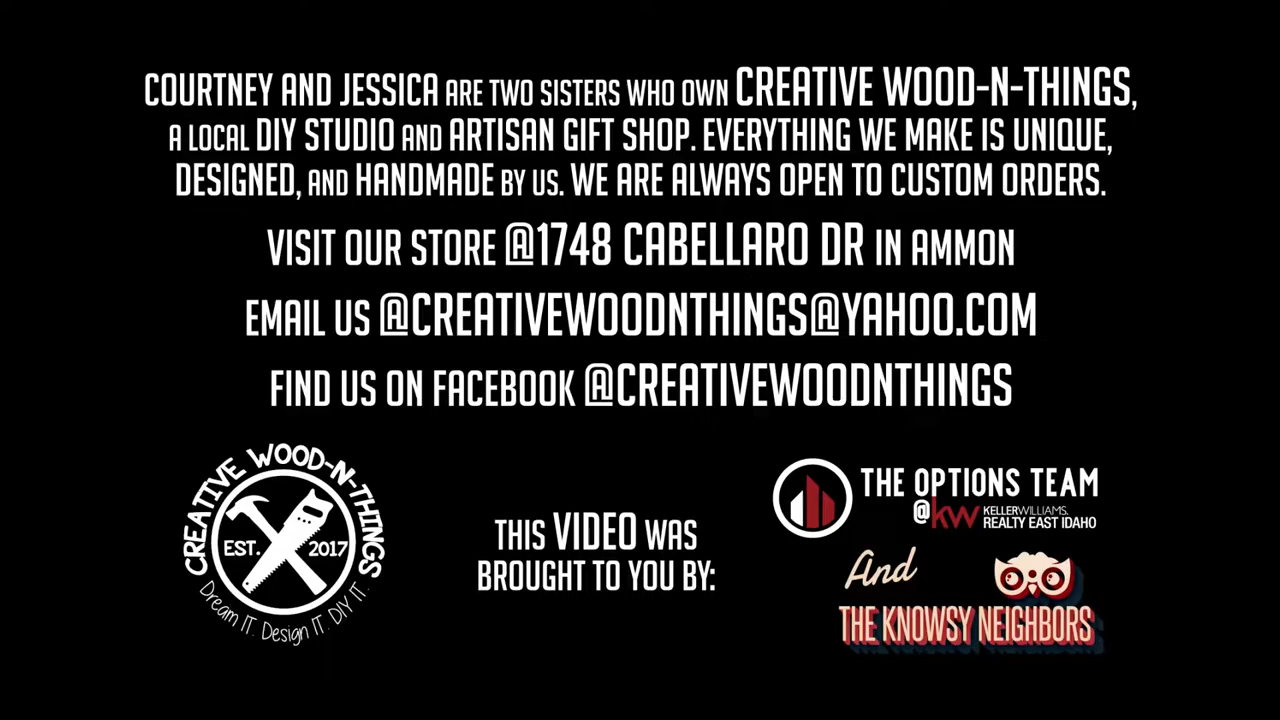 COURTNEY AND JESSICA ARE TWO SISTERS WHO OWN CREATIVE WOOD-N-THINGS,
A LOCAL DIY STUDIO AND ARTISAN GIFT SHOP. EVERYTHING WE MAKE IS UNIQUE,
DESIGNED, AND HANDMADE BY US. WE ARE ALWAYS OPEN TO CUSTOM ORDERS.
VISIT OUR STORE @1748 CABELLARO DR IN AMMON
EMAIL US @CREATIVEWOODNTHINGS@YAHOO.COM
FIND US ON FACEBOOK @CREATIVEWOODNTHINGS
CREATIVE WOOD-N-THINGS
EST. 2017
Dream IT. Design IT. DIY IT.
THIS VIDEO WAS
BROUGHT TO YOU BY:
THE OPTIONS TEAM
@kw KELLERWILLIAMS.
REALTY EAST IDAHO
And
THE KNOWSY NEIGHBORS